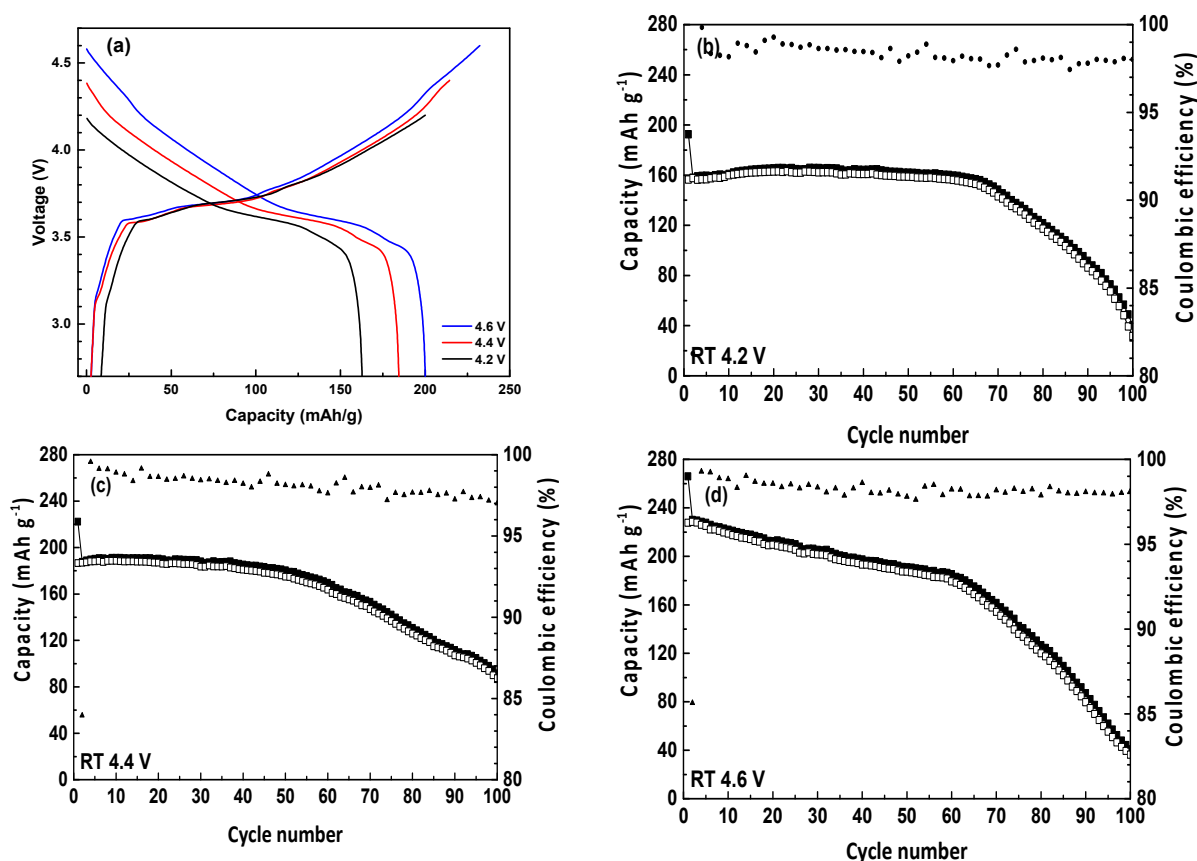 (a)
4.5
4.0
3.5
3.0
Voltage (V)
4.6 V
4.4 V
4.2 V
0 50 100 150 200 250
Capacity (mAh/g)
(b)
280
240
200
160
120
80
40
0
Capacity (mAh g⁻¹)
100
95
90
85
80
Coulombic efficiency (%)
RT 4.2 V
0 10 20 30 40 50 60 70 80 90 100
Cycle number
(c)
280
240
200
160
120
80
40
0
Capacity (mAh g⁻¹)
100
95
90
85
80
Coulombic efficiency (%)
RT 4.4 V
0 10 20 30 40 50 60 70 80 90 100
Cycle number
(d)
280
240
200
160
120
80
40
0
Capacity (mAh g⁻¹)
100
95
90
85
80
Coulombic efficiency (%)
RT 4.6 V
0 10 20 30 40 50 60 70 80 90 100
Cycle number